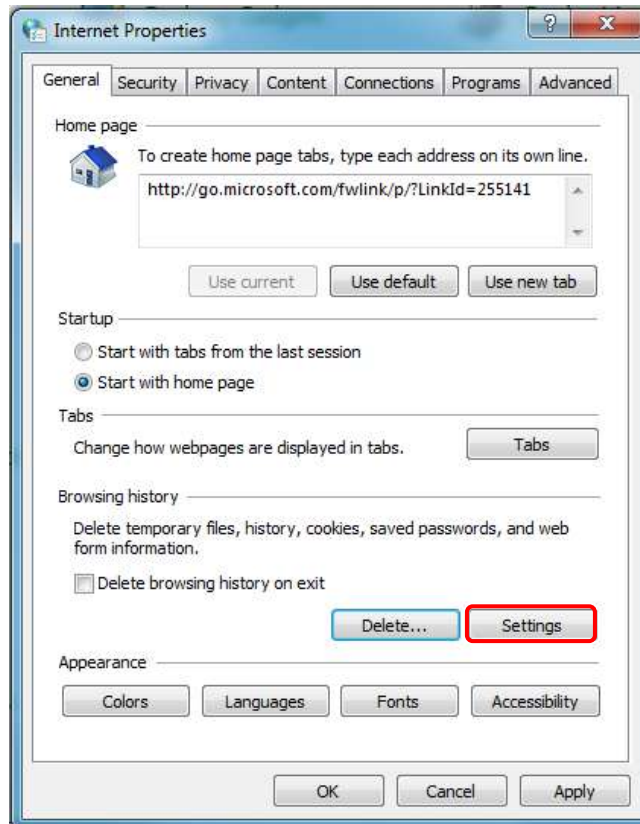 Internet Properties
General Security Privacy Content Connections Programs Advanced
Home page
To create home page tabs, type each address on its own line.
http://go.microsoft.com/fwlink/p/?LinkId=255141
Use current Use default Use new tab
Startup
Start with tabs from the last session
Start with home page
Tabs
Change how webpages are displayed in tabs. Tabs
Browsing history
Delete temporary files, history, cookies, saved passwords, and web
form information.
Delete browsing history on exit
Delete... Settings
Appearance
Colors Languages Fonts Accessibility
OK Cancel Apply